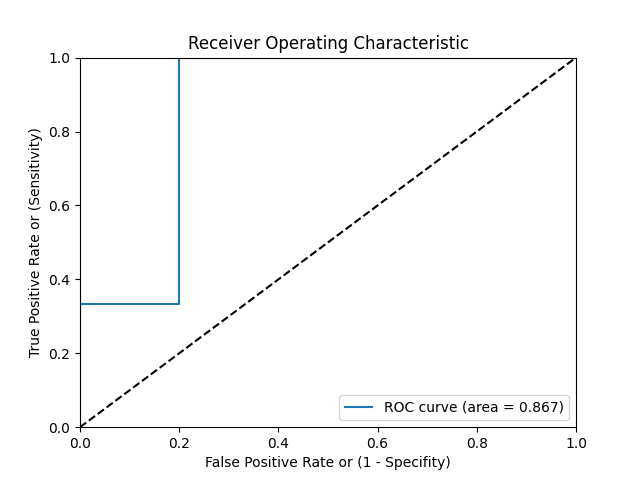 Receiver Operating Characteristic
1.0
0.8
0.6
0.4
0.2
0.0
True Positive Rate or (Sensitivity)
ROC curve (area = 0.867)
0.0 0.2 0.4 0.6 0.8 1.0
False Positive Rate or (1 - Specifity)